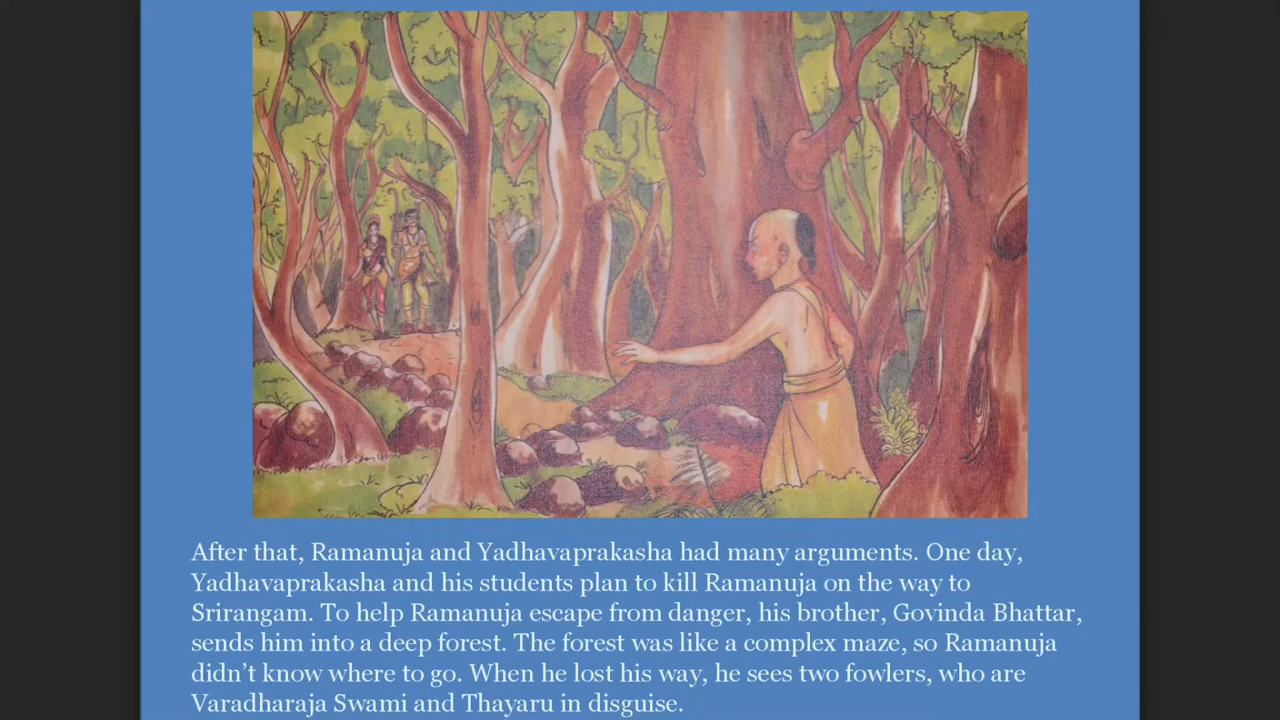 After that, Ramanuja and Yadhavaprakasha had many arguments. One day,
Yadhavaprakasha and his students plan to kill Ramanuja on the way to
Srirangam. To help Ramanuja escape from danger, his brother, Govinda Bhattar,
sends him into a deep forest. The forest was like a complex maze, so Ramanuja
didn’t know where to go. When he lost his way, he sees two fowlers, who are
Varadharaja Swami and Thayaru in disguise.